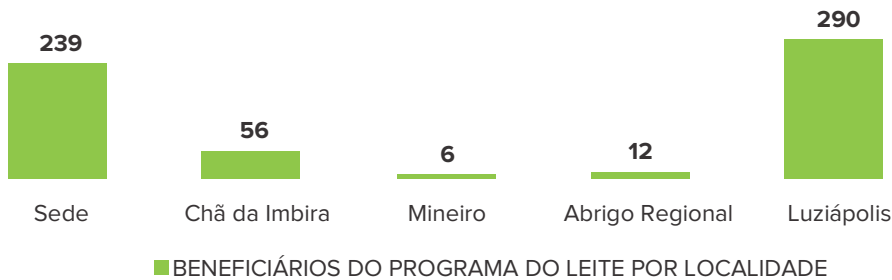 239
56
6
12
290
Sede
Chã da Imbira
Mineiro
Abrigo Regional
Luziápolis
BENEFICIÁRIOS DO PROGRAMA DO LEITE POR LOCALIDADE